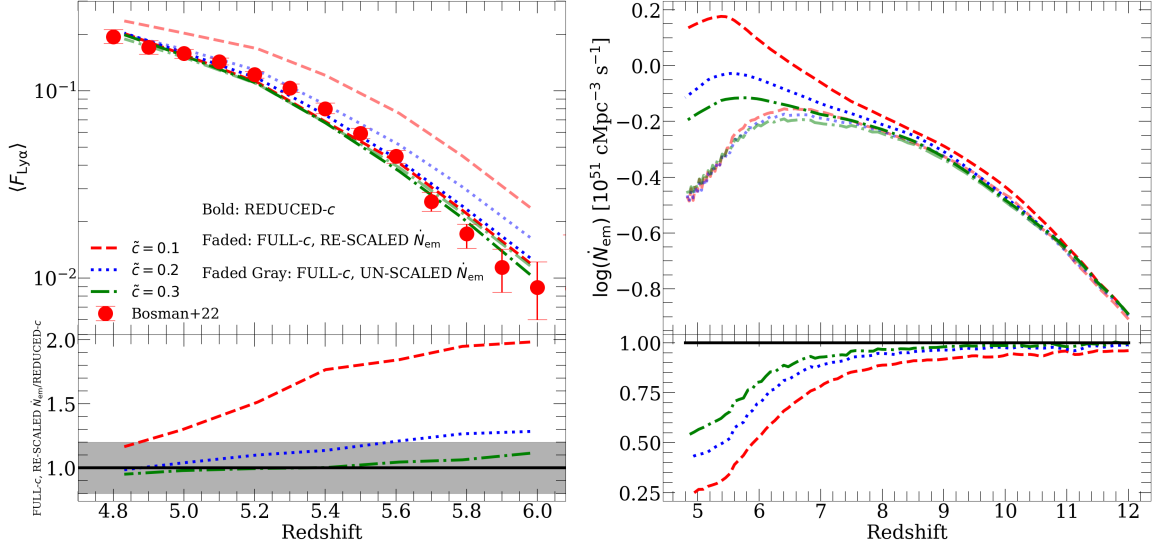 10⁻¹
10⁻²
⟨F_Lyα⟩
Bold: REDUCED-c
Faded: FULL-c, RE-SCALED Ṅ_em
Faded Gray: FULL-c, UN-SCALED Ṅ_em
c̃ = 0.1
c̃ = 0.2
c̃ = 0.3
Bosman+22
2.0
1.5
1.0
FULL-c, RE-SCALED Ṅ_em/REDUCED-c
4.8 5.0 5.2 5.4 5.6 5.8 6.0
Redshift
0.2
0.0
−0.2
−0.4
−0.6
−0.8
log(Ṅ_em) [10⁵¹ cMpc⁻³ s⁻¹]
1.00
0.75
0.50
0.25
5 6 7 8 9 10 11 12
Redshift